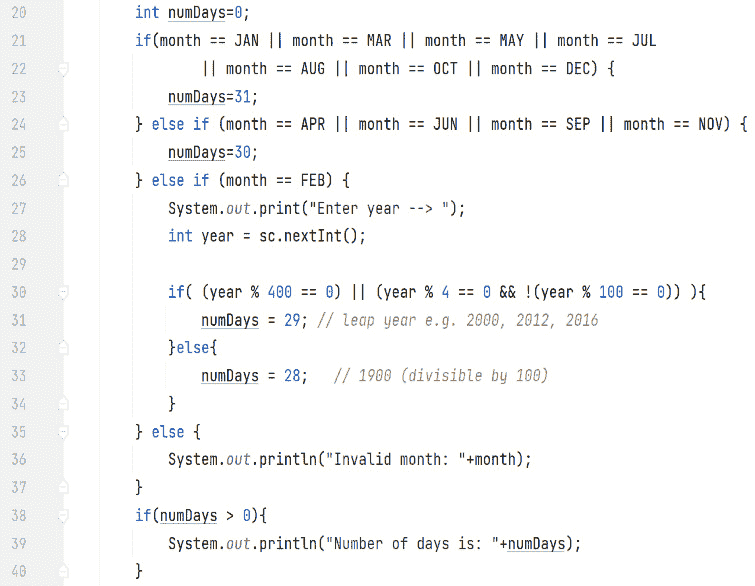 20 int numDays=0;
21 if(month == JAN || month == MAR || month == MAY || month == JUL
22 || month == AUG || month == OCT || month == DEC) {
23 numDays=31;
24 } else if (month == APR || month == JUN || month == SEP || month == NOV) {
25 numDays=30;
26 } else if (month == FEB) {
27 System.out.print("Enter year --> ");
28 int year = sc.nextInt();
29
30 if( (year % 400 == 0) || (year % 4 == 0 && !(year % 100 == 0)) ){
31 numDays = 29; // leap year e.g. 2000, 2012, 2016
32 }else{
33 numDays = 28; // 1900 (divisible by 100)
34 }
35 } else {
36 System.out.println("Invalid month: "+month);
37 }
38 if(numDays > 0){
39 System.out.println("Number of days is: "+numDays);
40 }